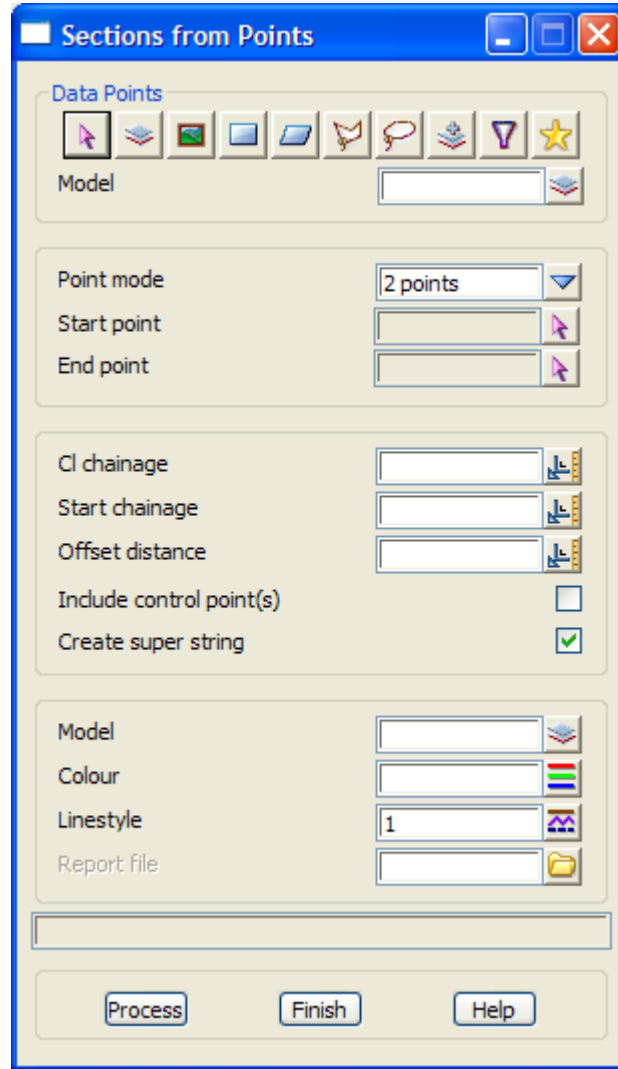 Sections from Points
Data Points
Model
Point mode 2 points
Start point
End point
Cl chainage
Start chainage
Offset distance
Include control point(s)
Create super string
Model
Colour
Linestyle 1
Report file
Process Finish Help